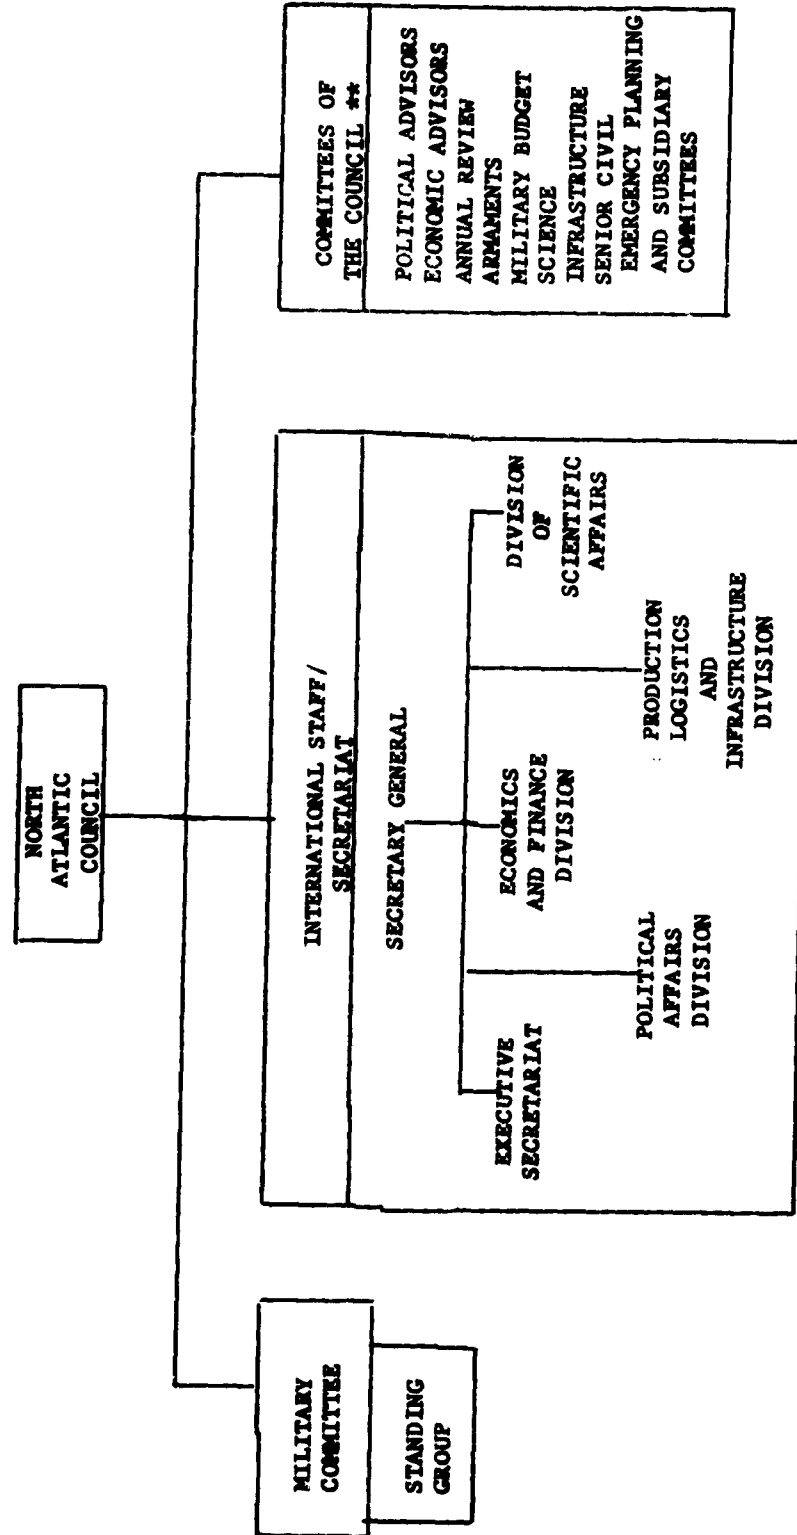 NORTH
ATLANTIC
COUNCIL
MILITARY
COMMITTEE
STANDING
GROUP
INTERNATIONAL STAFF/
SECRETARIAT
SECRETARY GENERAL
EXECUTIVE
SECRETARIAT
POLITICAL
AFFAIRS
DIVISION
ECONOMICS
AND FINANCE
DIVISION
PRODUCTION
LOGISTICS
AND
INFRASTRUCTURE
DIVISION
DIVISION
OF
SCIENTIFIC
AFFAIRS
COMMITTEES OF
THE COUNCIL **
POLITICAL ADVISORS
ECONOMIC ADVISORS
ANNUAL REVIEW
ARMAMENTS
MILITARY BUDGET
SCIENCE
INFRASTRUCTURE
SENIOR CIVIL
EMERGENCY PLANNING
AND SUBSIDIARY
COMMITTEES